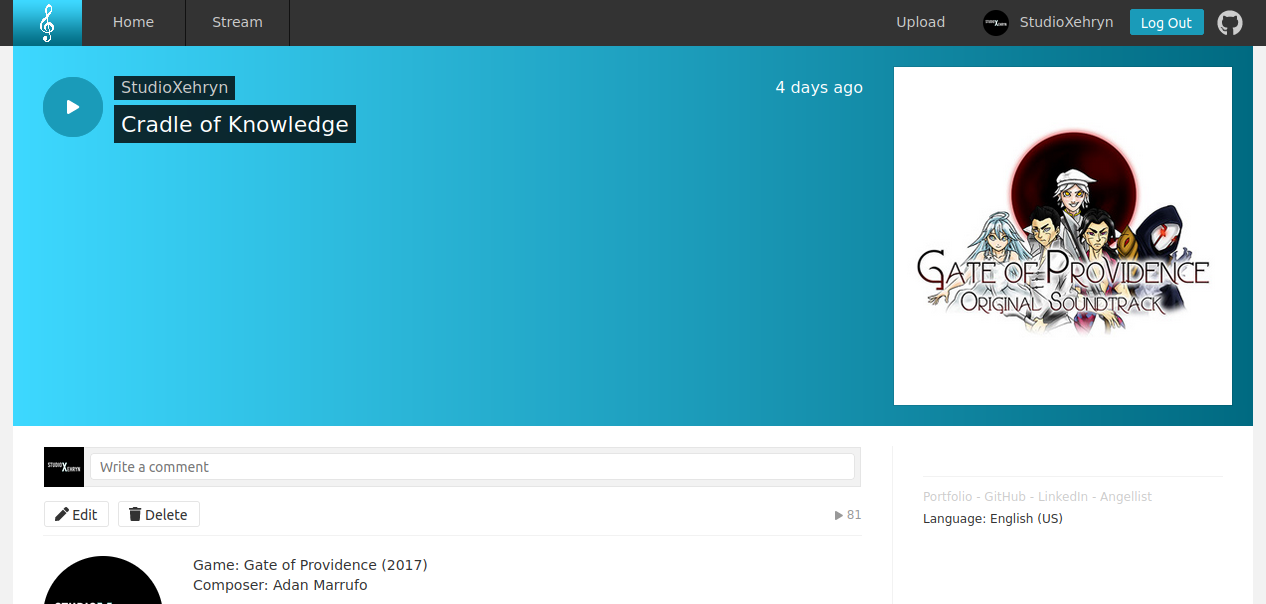 Home Stream Upload StudioXehryn Log Out
StudioXehryn 4 days ago
Cradle of Knowledge
GATE OF PROVIDENCE
ORIGINAL SOUNDTRACK
STUDIOXEHRYN Write a comment
Edit Delete 81
Portfolio - GitHub - LinkedIn - Angellist
Language: English (US)
Game: Gate of Providence (2017)
Composer: Adan Marrufo